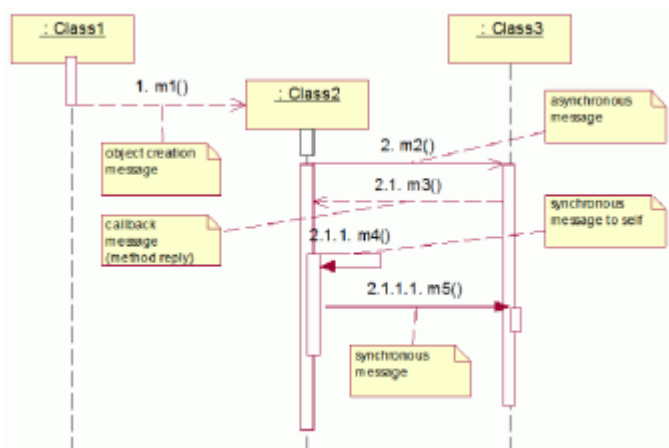 : Class1
: Class3
1. m1()
: Class2
asynchronous
message
2. m2()
object creation
message
2.1. m3()
synchronous
message to self
callback
message
(method reply)
2.1.1. m4()
2.1.1.1. m5()
synchronous
message